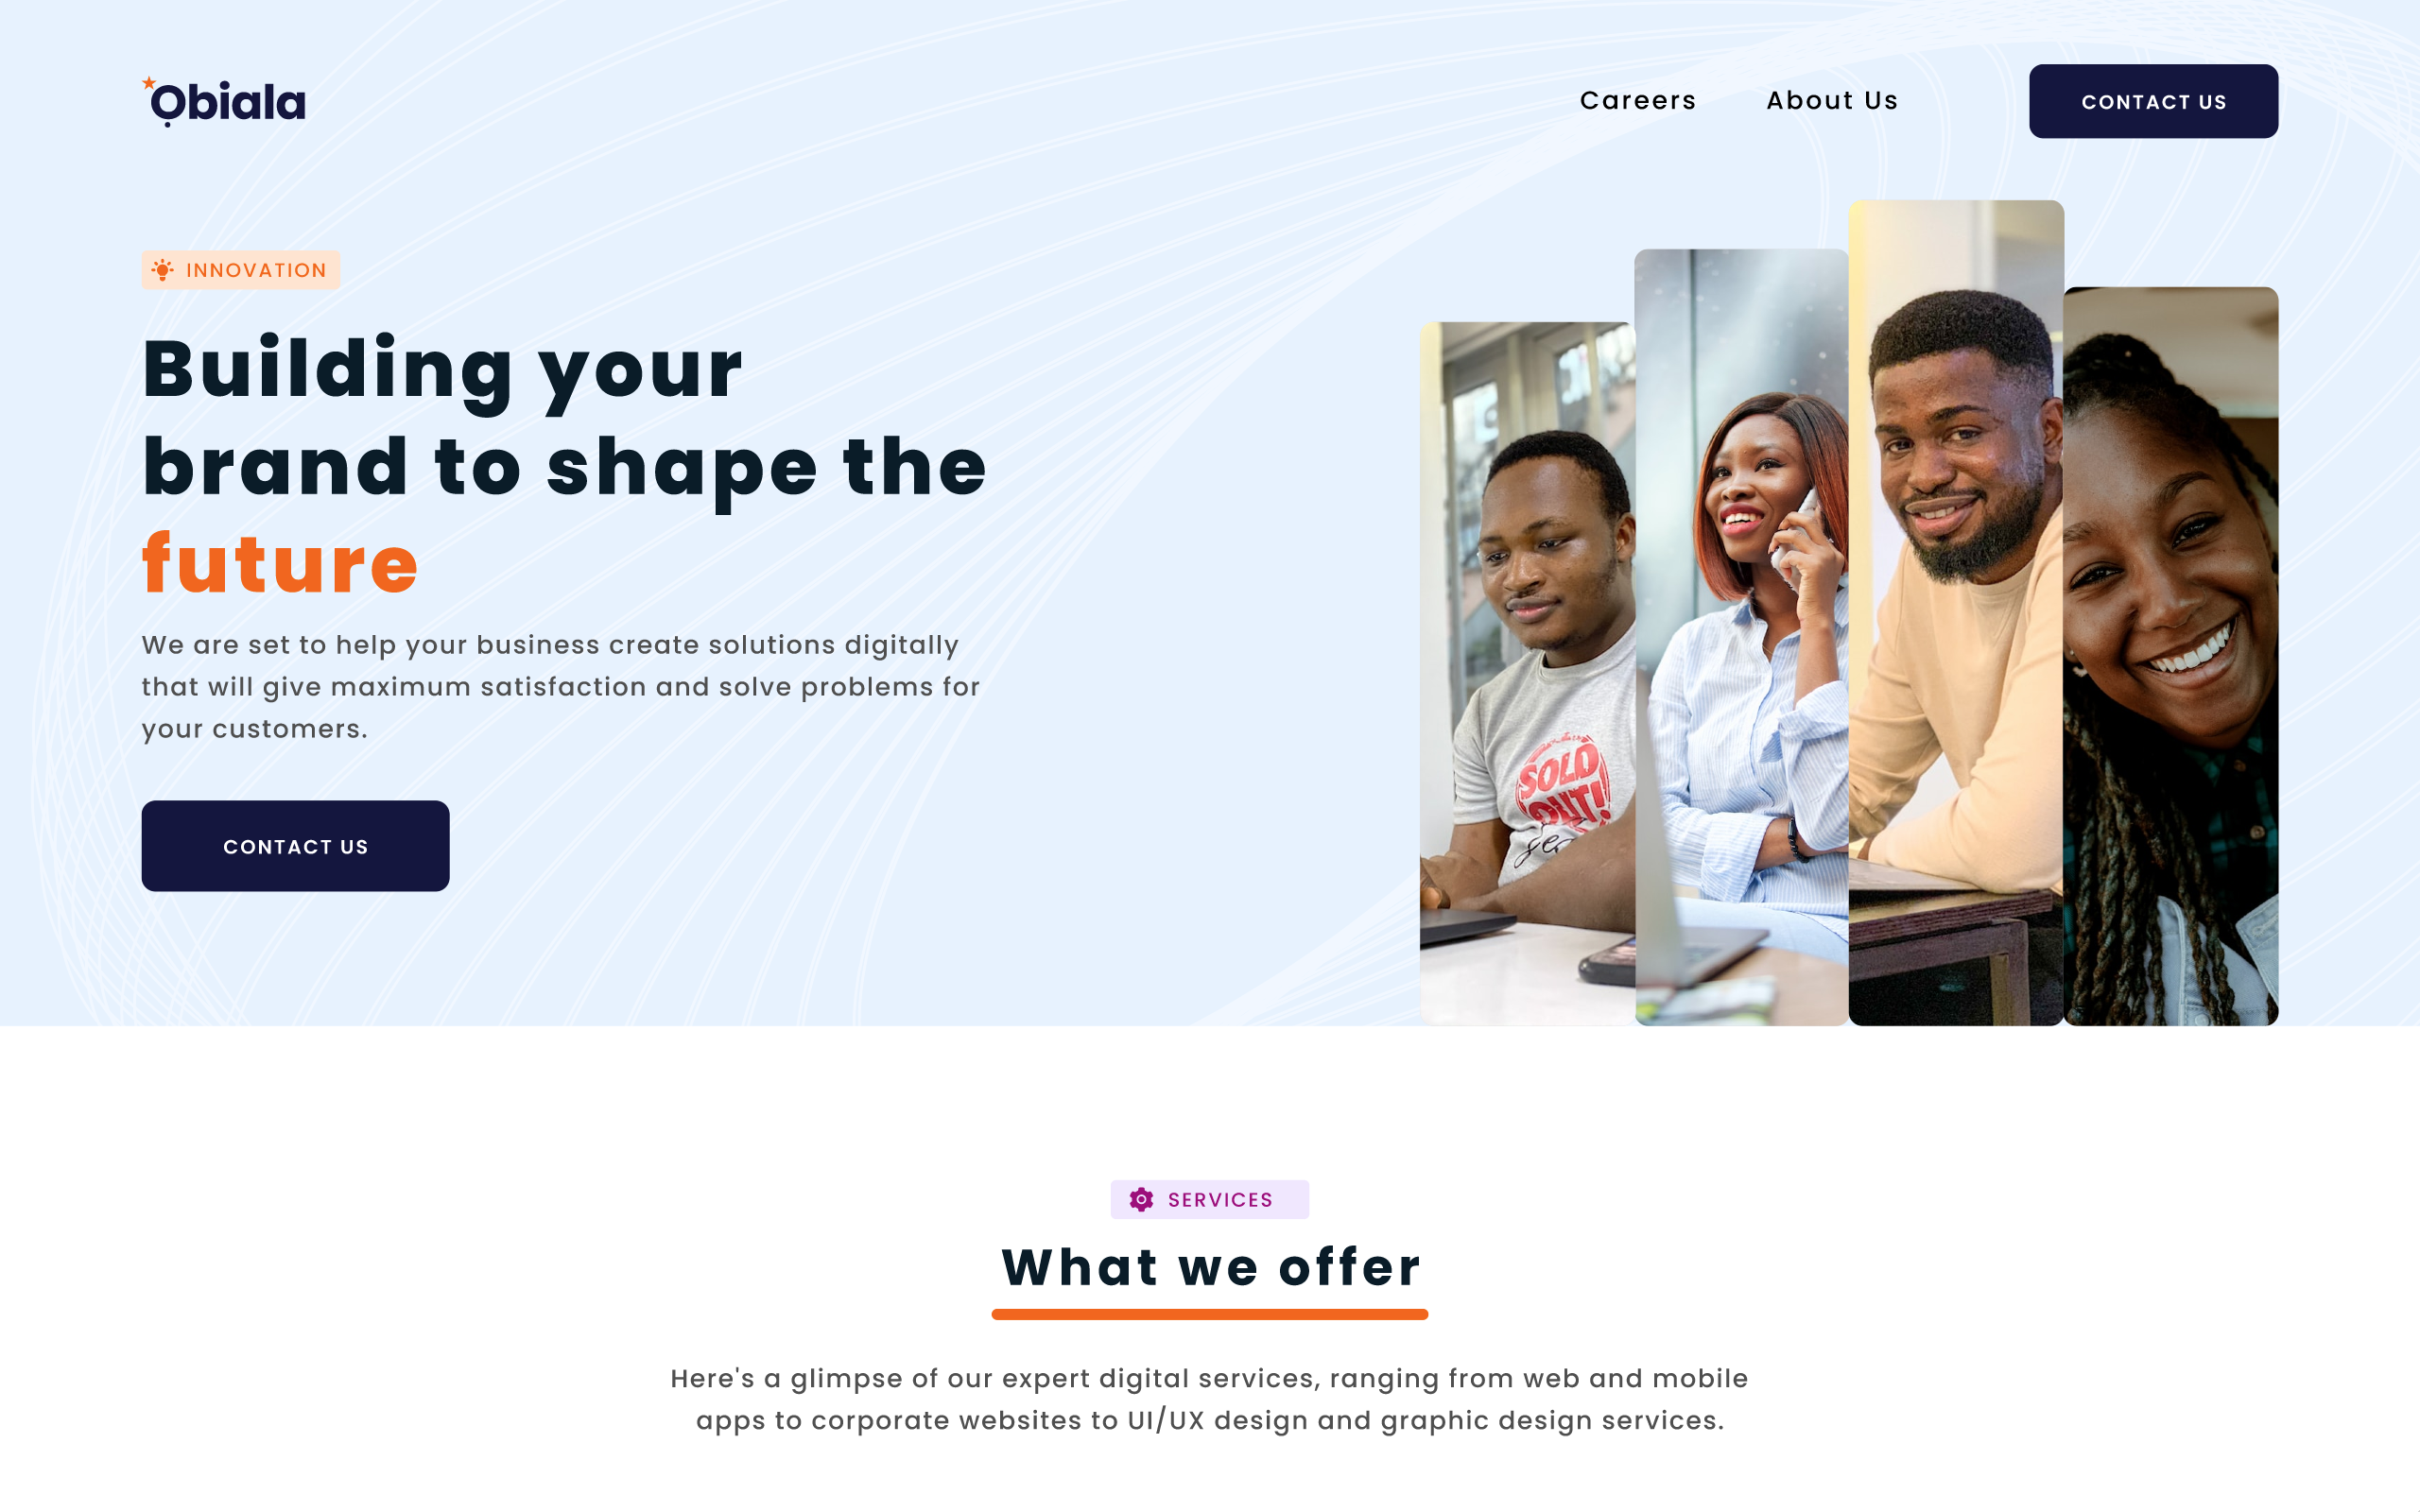 Obiala
Careers
About Us
CONTACT US
INNOVATION
Building your
brand to shape the
future
We are set to help your business create solutions digitally
that will give maximum satisfaction and solve problems for
your customers.
CONTACT US
SOLD
OUT!
SERVICES
What we offer
Here's a glimpse of our expert digital services, ranging from web and mobile
apps to corporate websites to UI/UX design and graphic design services.